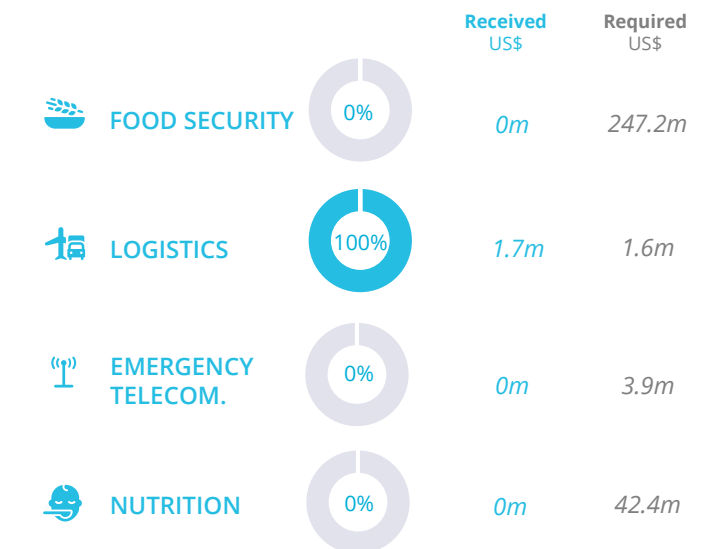 Received Required
US$ US$
FOOD SECURITY 0% 0m 247.2m
LOGISTICS 100% 1.7m 1.6m
EMERGENCY
TELECOM. 0% 0m 3.9m
NUTRITION 0% 0m 42.4m